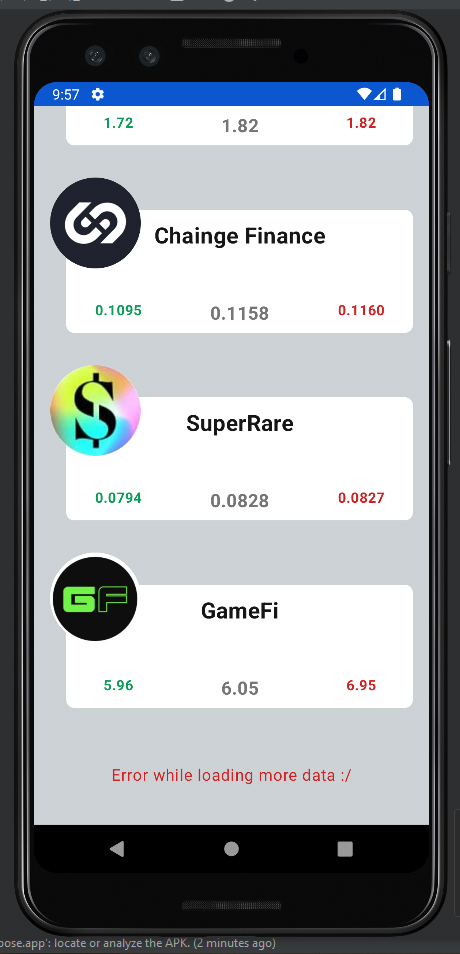 9:57
1.72 1.82 1.82
Chainge Finance
0.1095 0.1158 0.1160
SuperRare
0.0794 0.0828 0.0827
GF
GameFi
5.96 6.05 6.95
Error while loading more data :/
pose.app': locate or analyze the APK. (2 minutes ago)